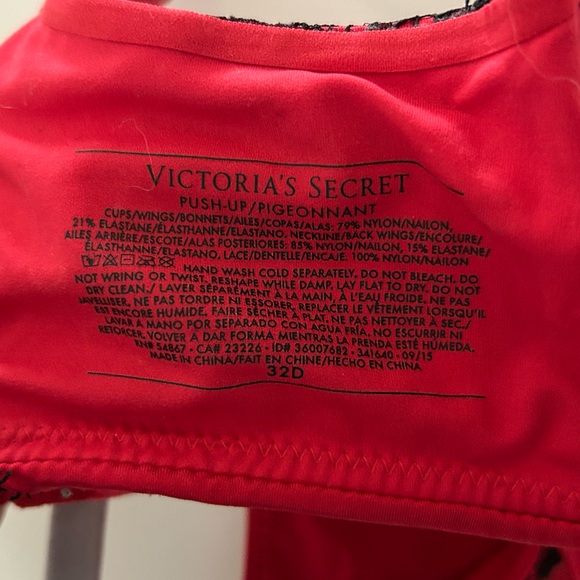 VICTORIA'S SECRET
PUSH-UP/PIGEONNANT
CUPS/WINGS/BONNETS/AILES/COPAS/ALAS: 79% NYLON/NAILON,
21% ELASTANE/ÉLASTHANNE/ELASTANO. NECKLINE/BACK WINGS/ENCOLURE/
AILES ARRIÈRE/ESCOTE/ALAS POSTERIORES: 85% NYLON/NAILON, 15% ELASTANE/
ÉLASTHANNE/ELASTANO. LACE/DENTELLE/ENCAJE: 100% NYLON/NAILON
HAND WASH COLD SEPARATELY, DO NOT BLEACH. DO
NOT WRING OR TWIST. RESHAPE WHILE DAMP. LAY FLAT TO DRY. DO NOT
DRY CLEAN./ LAVER SÉPARÉMENT À LA MAIN, À L'EAU FROIDE. NE PAS
JAVELLISER. NE PAS TORDRE NI ESSORER. REPLACER LE VÊTEMENT LORSQU'IL
EST ENCORE HUMIDE. FAIRE SÉCHER À PLAT. NE PAS NETTOYER À SEC./
LAVAR A MANO POR SEPARADO CON AGUA FRÍA. NO ESCURRIR NI
RETORCER. VOLVER A DAR FORMA MIENTRAS LA PRENDA ESTÉ HÚMEDA.
RN# 54867 - CA# 23226 - ID# 36007682 - 341640 - 09/15
MADE IN CHINA/FAIT EN CHINE/HECHO EN CHINA
32D